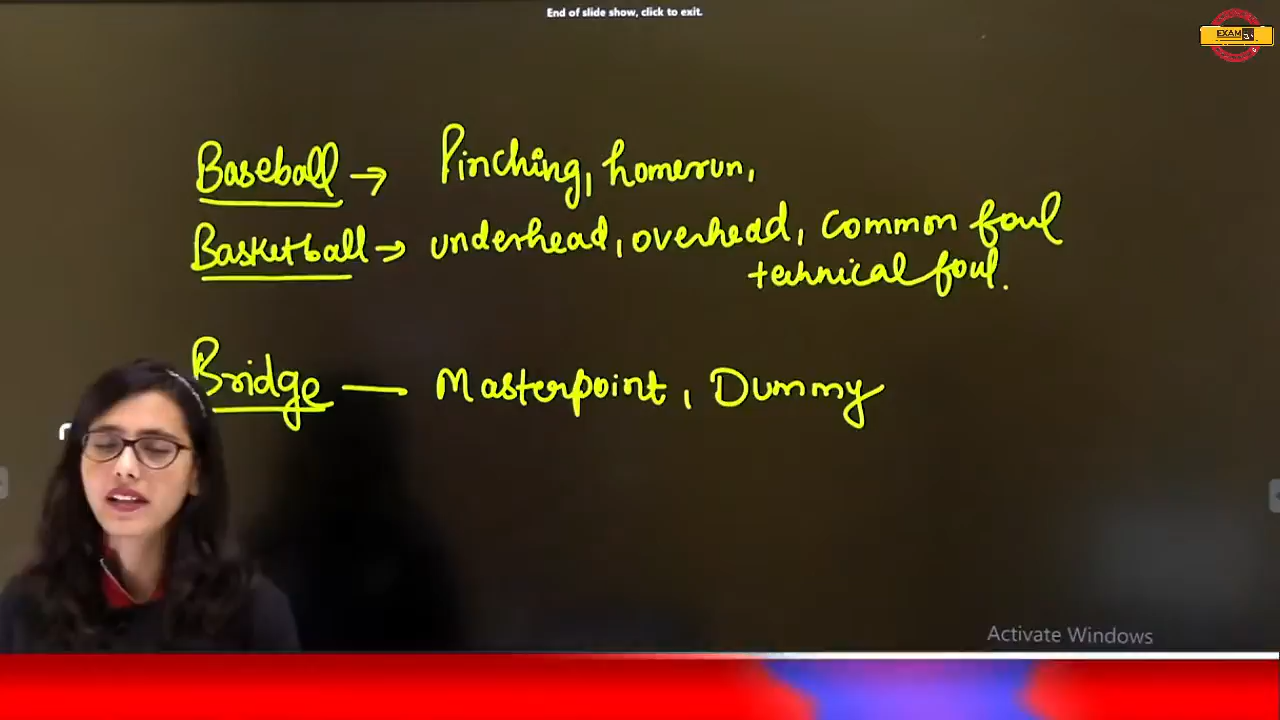 End of slide show, click to exit.
EXAM
Baseball → Pinching, homerun,
Basketball → underhead, overhead, common foul
technical foul.
Bridge — Masterpoint, Dummy
Activate Windows